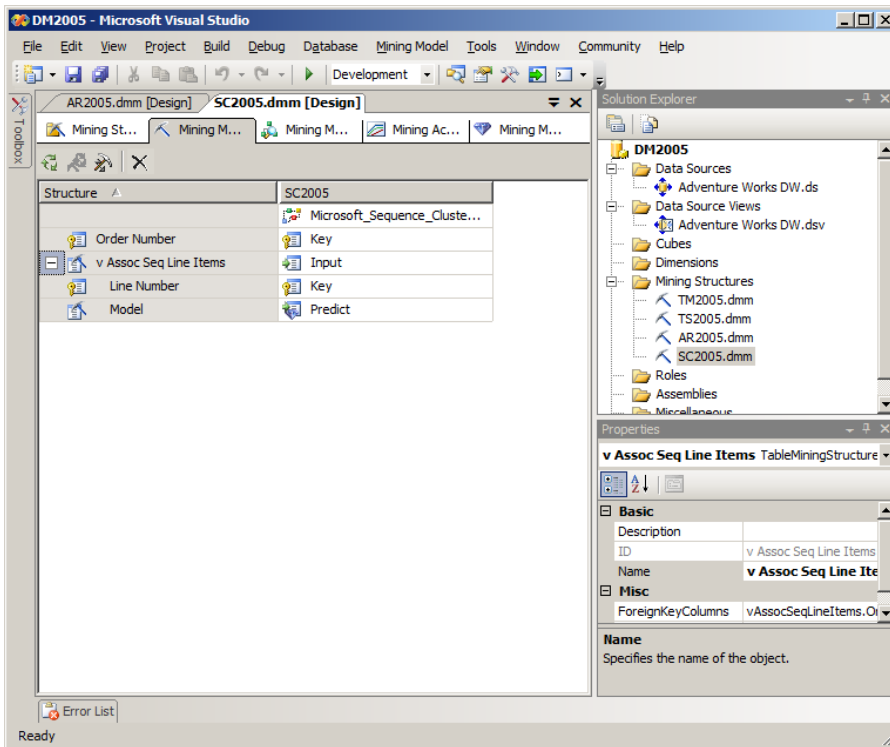 DM2005 - Microsoft Visual Studio
File Edit View Project Build Debug Database Mining Model Tools Window Community Help
Development
Toolbox
AR2005.dmm [Design] SC2005.dmm [Design]
Mining St... Mining M... Mining M... Mining Ac... Mining M...
Structure SC2005
Microsoft_Sequence_Cluste...
Order Number Key
v Assoc Seq Line Items Input
Line Number Key
Model Predict
Solution Explorer
DM2005
Data Sources
Adventure Works DW.ds
Data Source Views
Adventure Works DW.dsv
Cubes
Dimensions
Mining Structures
TM2005.dmm
TS2005.dmm
AR2005.dmm
SC2005.dmm
Roles
Assemblies
Miscellaneous
Properties
v Assoc Seq Line Items TableMiningStructure
Basic
Description
ID v Assoc Seq Line Items
Name v Assoc Seq Line Ite
Misc
ForeignKeyColumns vAssocSeqLineItems.Or
Name
Specifies the name of the object.
Error List
Ready